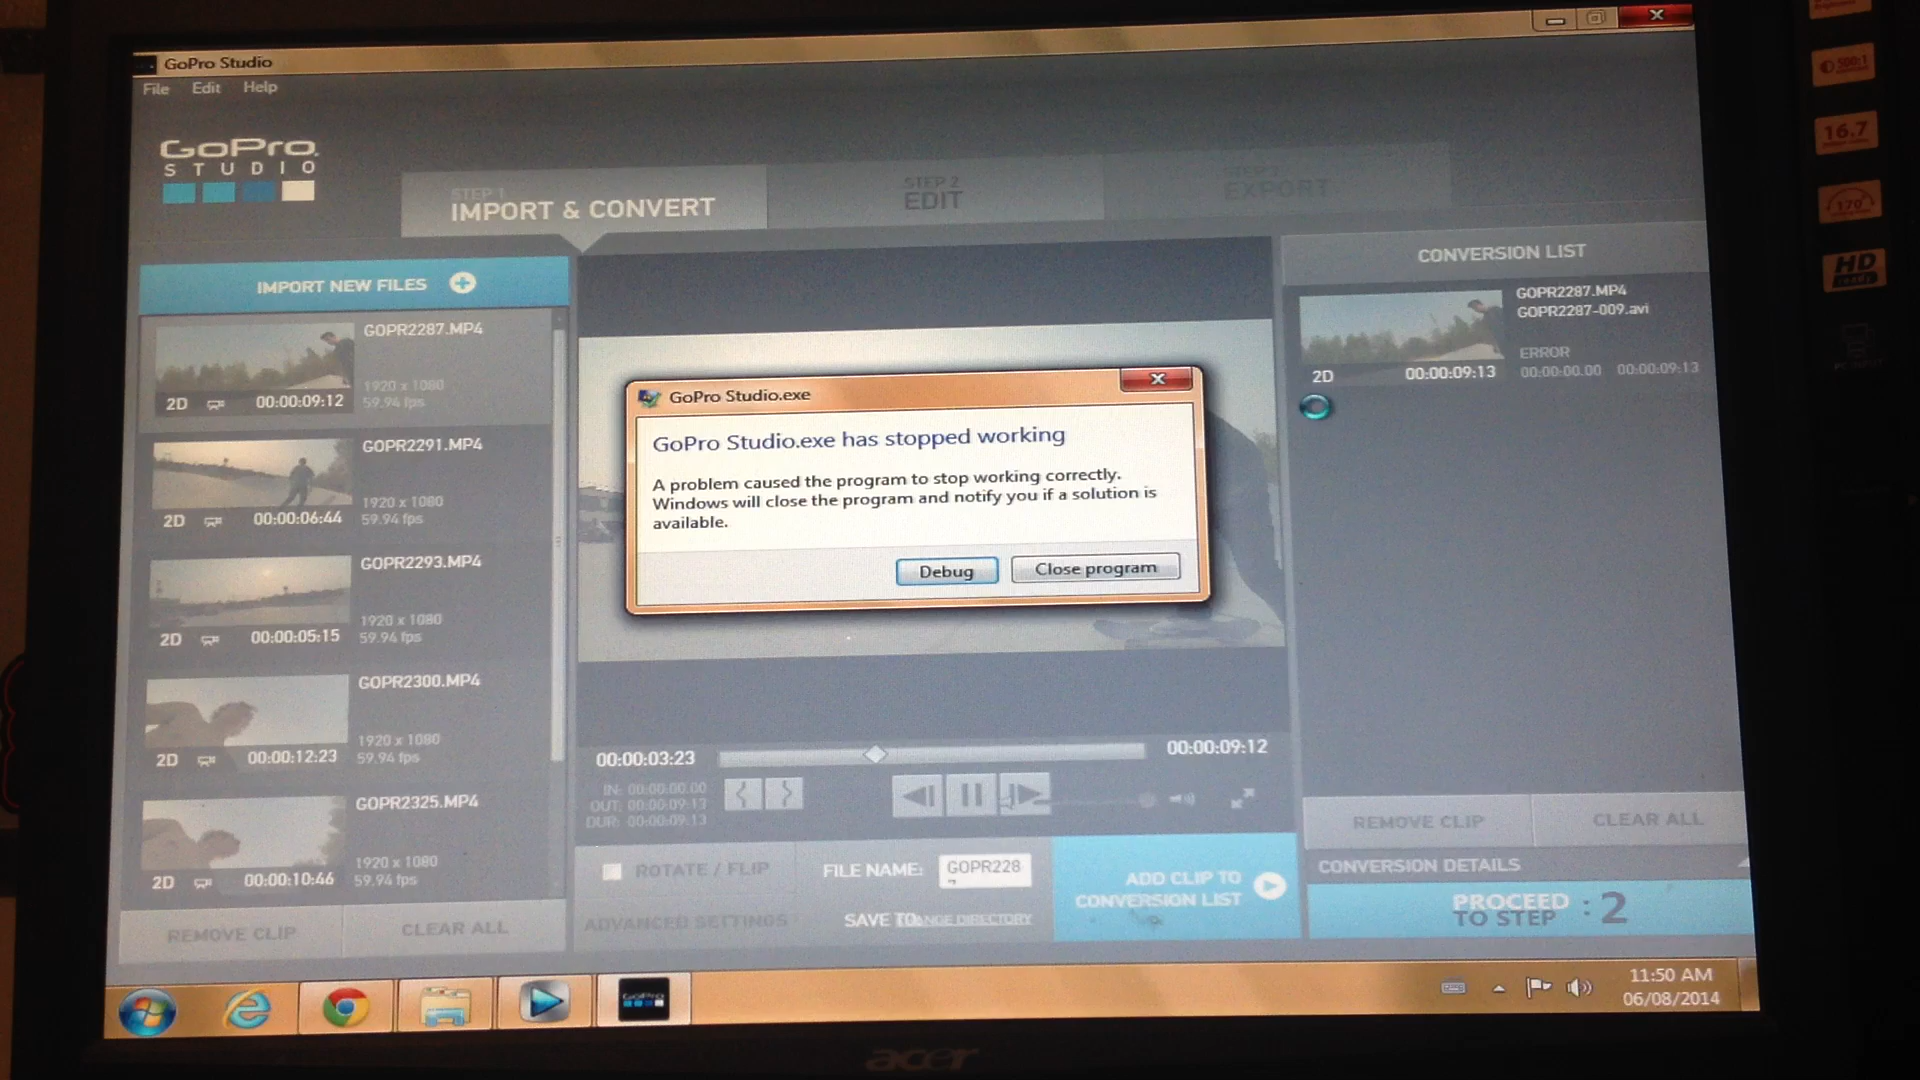 GoPro Studio
File Edit Help
GoPro
STUDIO
STEP 1
IMPORT & CONVERT
STEP 2
EDIT
EXPORT
IMPORT NEW FILES
GOPR2287.MP4
1920 x 1080
2D 00:00:09:12 59.94 fps
GOPR2291.MP4
1920 x 1080
2D 00:00:06:44 59.94 fps
GOPR2293.MP4
1920 x 1080
2D 00:00:05:15 59.94 fps
GOPR2300.MP4
1920 x 1080
2D 00:00:12:23 59.94 fps
GOPR2325.MP4
1920 x 1080
2D 00:00:10:46 59.94 fps
REMOVE CLIP CLEAR ALL
GoPro Studio.exe
GoPro Studio.exe has stopped working
A problem caused the program to stop working correctly.
Windows will close the program and notify you if a solution is
available.
Debug Close program
00:00:03:23 00:00:09:12
IN: 00:00:00.00
OUT: 00:00:09:13
DUR: 00:00:09.13
ROTATE / FLIP FILE NAME: GOPR228
ADVANCED SETTINGS SAVE TO
ANGE DIRECTORY
ADD CLIP TO
CONVERSION LIST
CONVERSION LIST
GOPR2287.MP4
GOPR2287-009.avi
ERROR
2D 00:00:09:13 00:00:00.00 00:00:09:13
REMOVE CLIP CLEAR ALL
CONVERSION DETAILS
PROCEED
TO STEP : 2
11:50 AM
06/08/2014
acer
500:1
16.7
170°
HD
ready